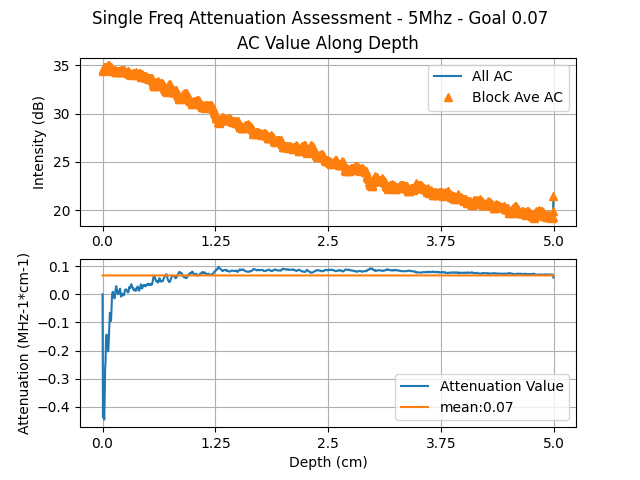 Single Freq Attenuation Assessment - 5Mhz - Goal 0.07
AC Value Along Depth
Intensity (dB)
35
30
25
20
All AC
Block Ave AC
0.0 1.25 2.5 3.75 5.0
Attenuation (MHz-1*cm-1)
0.1
0.0
−0.1
−0.2
−0.3
−0.4
Attenuation Value
mean:0.07
0.0 1.25 2.5 3.75 5.0
Depth (cm)